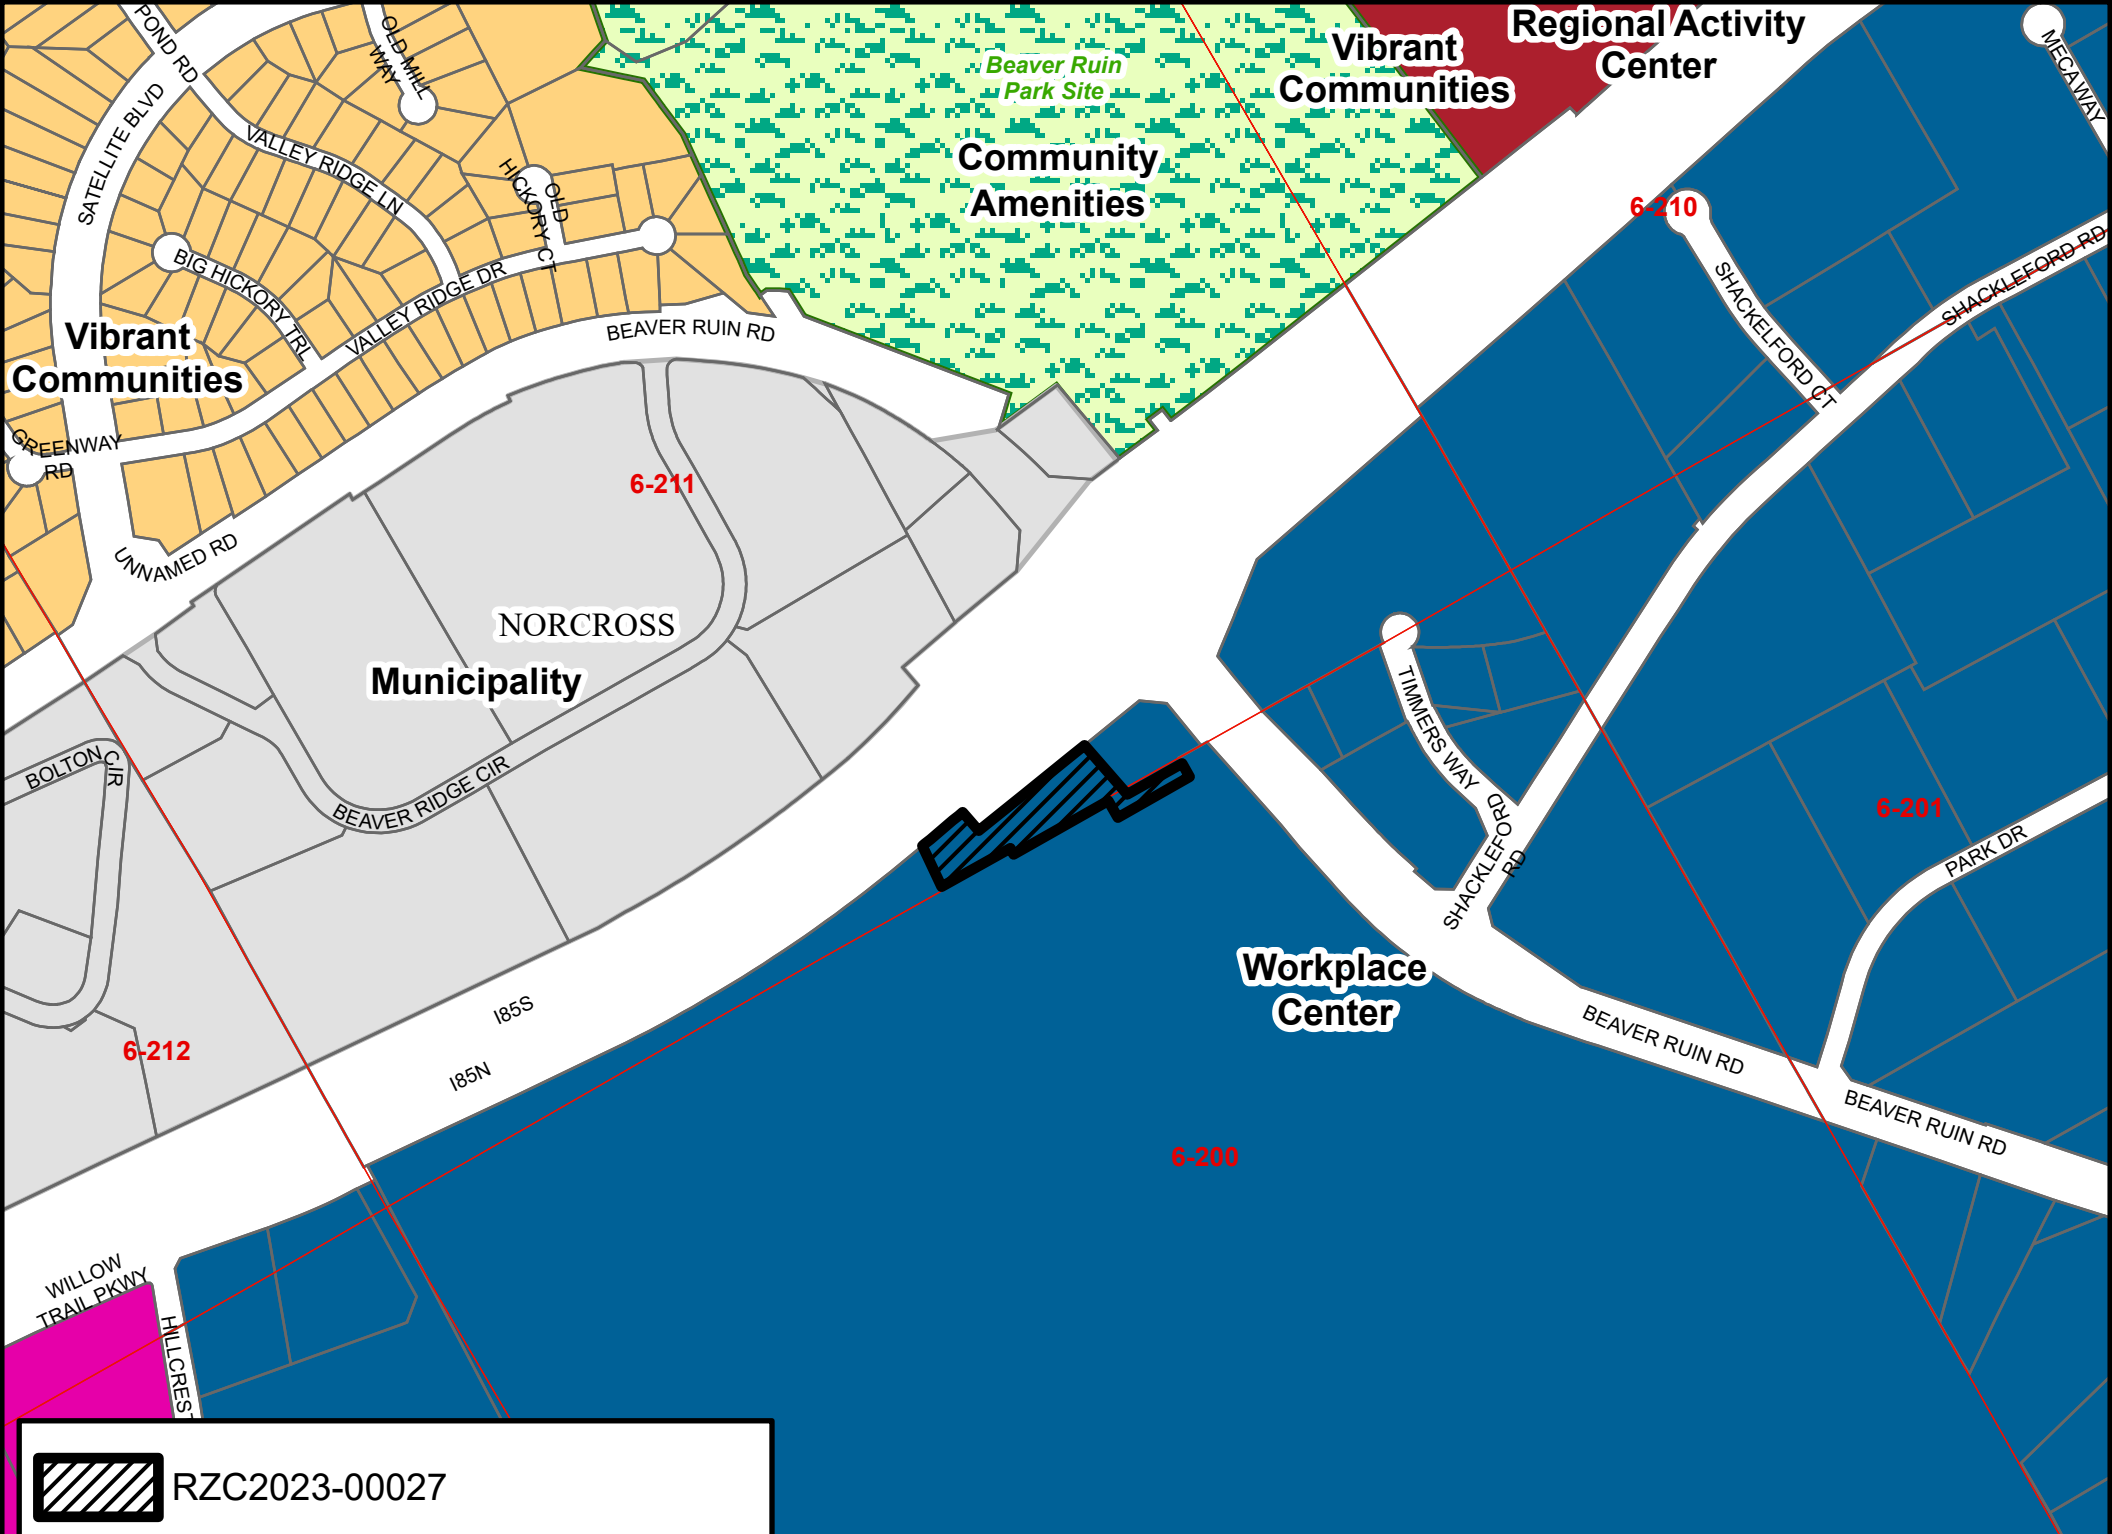 POND RD
OLD MILL
WAY
Regional Activity
Center
Vibrant
Communities
MECAWAY
Beaver Ruin
Park Site
SATELLITE BLVD
VALLEY RIDGE LN
Community
Amenities
OLD
HICKORY CT
6-210
BIG HICKORY TRL
VALLEY RIDGE DR
SHACKELFORD CT
SHACKLEFORD RD
Vibrant
Communities
BEAVER RUIN RD
GREENWAY
RD
6-211
UNNAMED RD
NORCROSS
Municipality
TIMMERS WAY
BOLTON CIR
BEAVER RIDGE CIR
SHACKLEFORD
RD
6-201
PARK DR
Workplace
Center
I85S
BEAVER RUIN RD
6-212
I85N
BEAVER RUIN RD
6-200
WILLOW
TRAIL PKWY
HILLCREST
RZC2023-00027